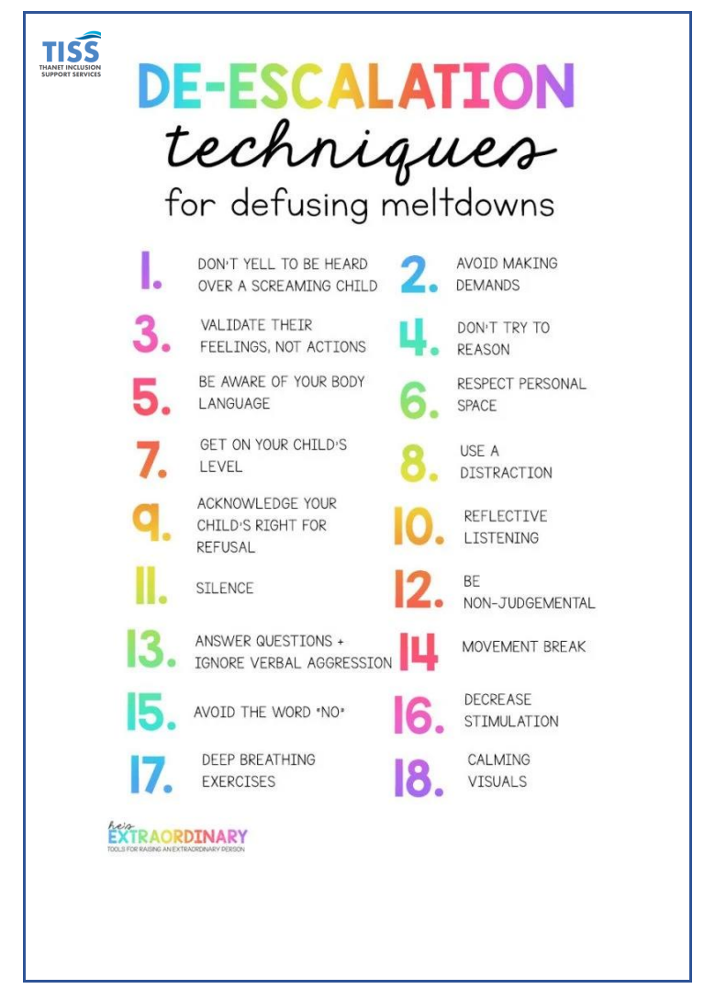 TISS
THANET INCLUSION
SUPPORT SERVICES
DE-ESCALATION
techniques
for defusing meltdowns
1. DON'T YELL TO BE HEARD
OVER A SCREAMING CHILD
2. AVOID MAKING
DEMANDS
3. VALIDATE THEIR
FEELINGS, NOT ACTIONS
4. DON'T TRY TO
REASON
5. BE AWARE OF YOUR BODY
LANGUAGE
6. RESPECT PERSONAL
SPACE
7. GET ON YOUR CHILD'S
LEVEL
8. USE A
DISTRACTION
9. ACKNOWLEDGE YOUR
CHILD'S RIGHT FOR
REFUSAL
10. REFLECTIVE
LISTENING
11. SILENCE
12. BE
NON-JUDGEMENTAL
13. ANSWER QUESTIONS +
IGNORE VERBAL AGGRESSION
14 MOVEMENT BREAK
15. AVOID THE WORD "NO"
16. DECREASE
STIMULATION
17. DEEP BREATHING
EXERCISES
18. CALMING
VISUALS
he's
EXTRAORDINARY
TOOLS FOR RAISING AN EXTRAORDINARY PERSON